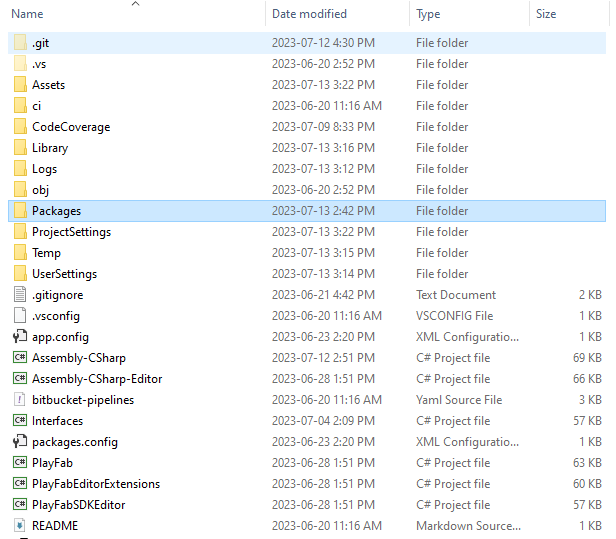 Name Date modified Type Size
.git 2023-07-12 4:30 PM File folder
.vs 2023-06-20 2:52 PM File folder
Assets 2023-07-13 3:22 PM File folder
ci 2023-06-20 11:16 AM File folder
CodeCoverage 2023-07-09 8:33 PM File folder
Library 2023-07-13 3:16 PM File folder
Logs 2023-07-13 3:12 PM File folder
obj 2023-06-20 2:52 PM File folder
Packages 2023-07-13 2:42 PM File folder
ProjectSettings 2023-07-13 3:22 PM File folder
Temp 2023-07-13 3:15 PM File folder
UserSettings 2023-07-13 3:14 PM File folder
.gitignore 2023-06-21 4:42 PM Text Document 2 KB
.vsconfig 2023-06-20 11:16 AM VSCONFIG File 1 KB
app.config 2023-06-23 2:20 PM XML Configuratio... 1 KB
C# Assembly-CSharp 2023-07-12 2:51 PM C# Project file 69 KB
C# Assembly-CSharp-Editor 2023-06-28 1:51 PM C# Project file 66 KB
bitbucket-pipelines 2023-06-20 11:16 AM Yaml Source File 3 KB
C# Interfaces 2023-07-04 2:09 PM C# Project file 57 KB
packages.config 2023-06-23 2:20 PM XML Configuratio... 1 KB
C# PlayFab 2023-06-28 1:51 PM C# Project file 63 KB
C# PlayFabEditorExtensions 2023-06-28 1:51 PM C# Project file 60 KB
C# PlayFabSDKEditor 2023-06-28 1:51 PM C# Project file 57 KB
README 2023-06-20 11:16 AM Markdown Source... 1 KB